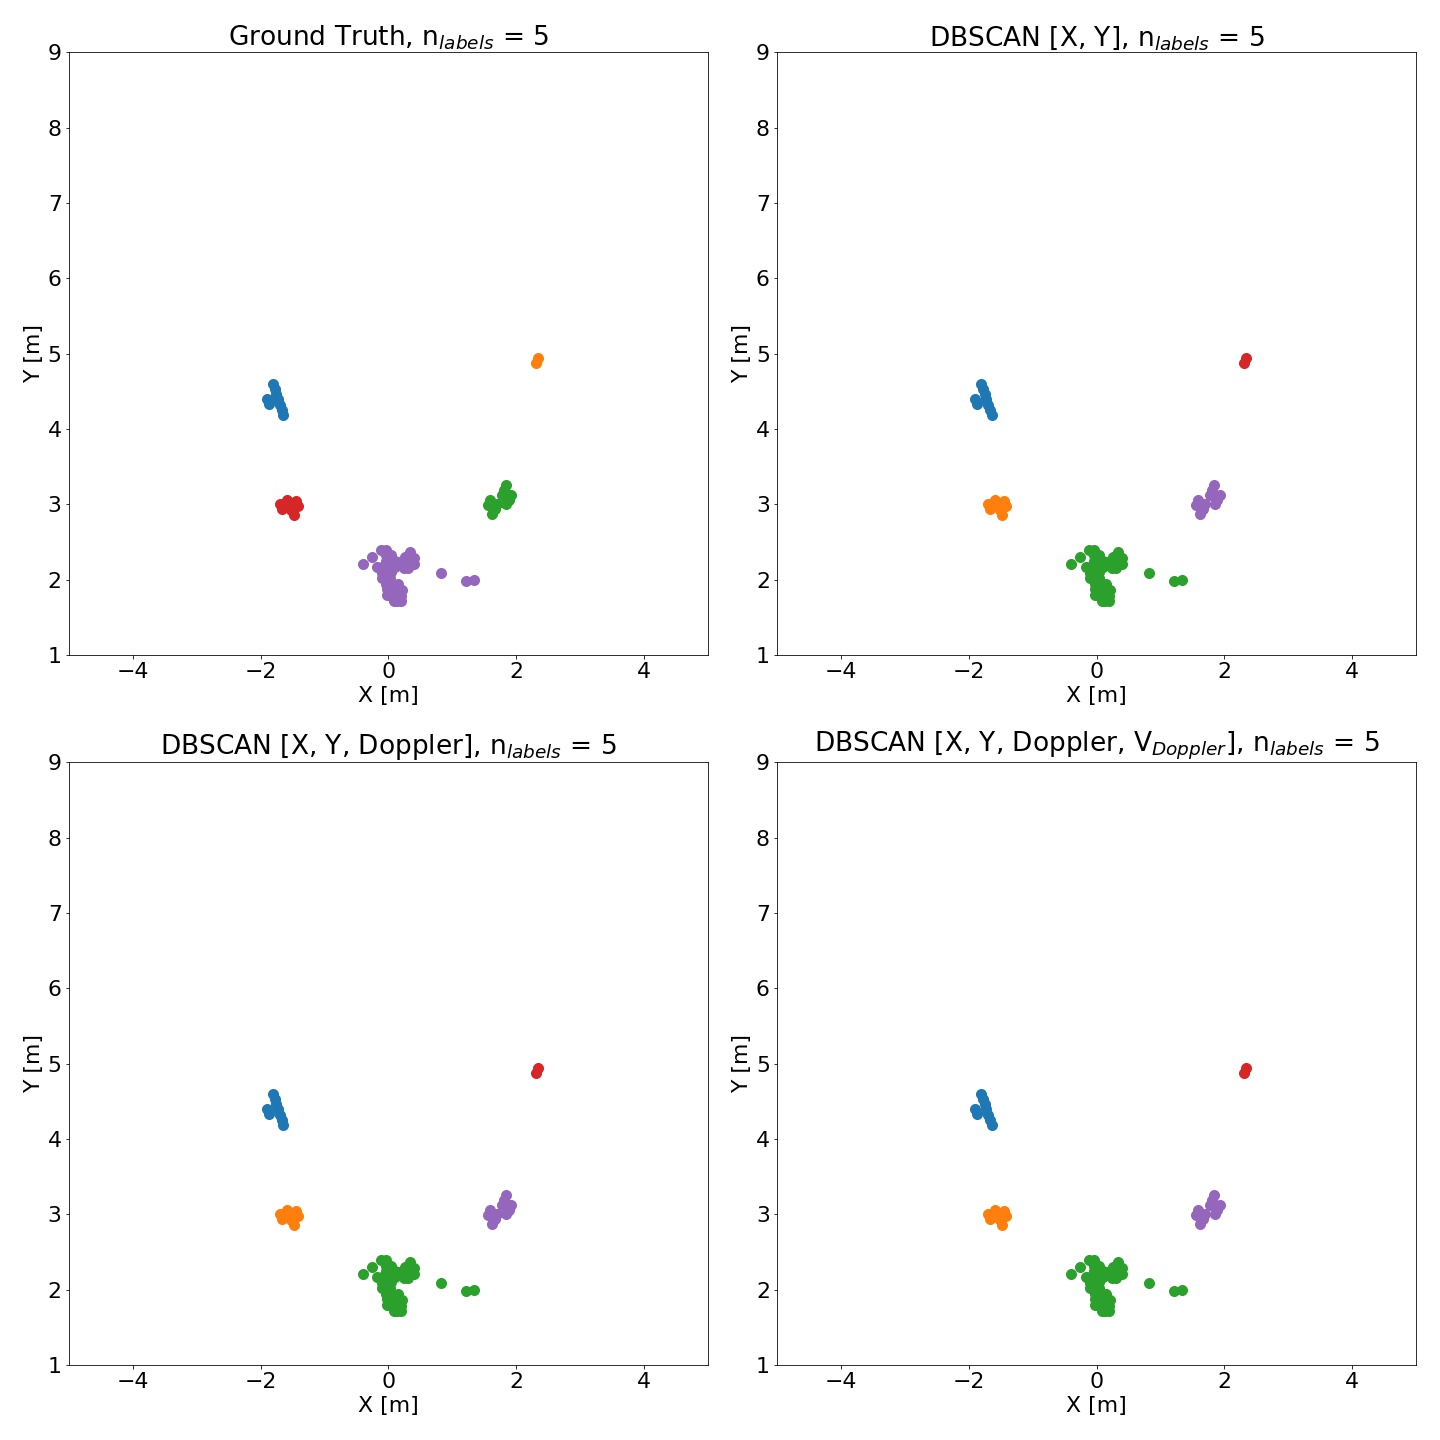 Ground Truth, n_labels = 5
9
8
7
6
5
4
3
2
1
Y [m]
−4 −2 0 2 4
X [m]
DBSCAN [X, Y], n_labels = 5
9
8
7
6
5
4
3
2
1
Y [m]
−4 −2 0 2 4
X [m]
DBSCAN [X, Y, Doppler], n_labels = 5
9
8
7
6
5
4
3
2
1
Y [m]
−4 −2 0 2 4
X [m]
DBSCAN [X, Y, Doppler, V_Doppler], n_labels = 5
9
8
7
6
5
4
3
2
1
Y [m]
−4 −2 0 2 4
X [m]